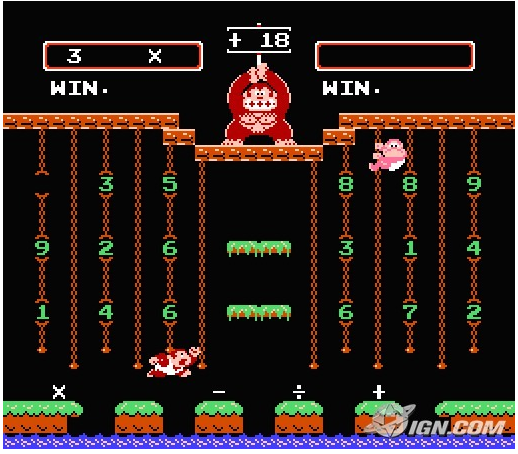 + 18
3 X
WIN. WIN.
3 5 8 8 9
9 2 6 3 1 4
1 4 6 6 7 2
X - ÷ +
IGN.COM